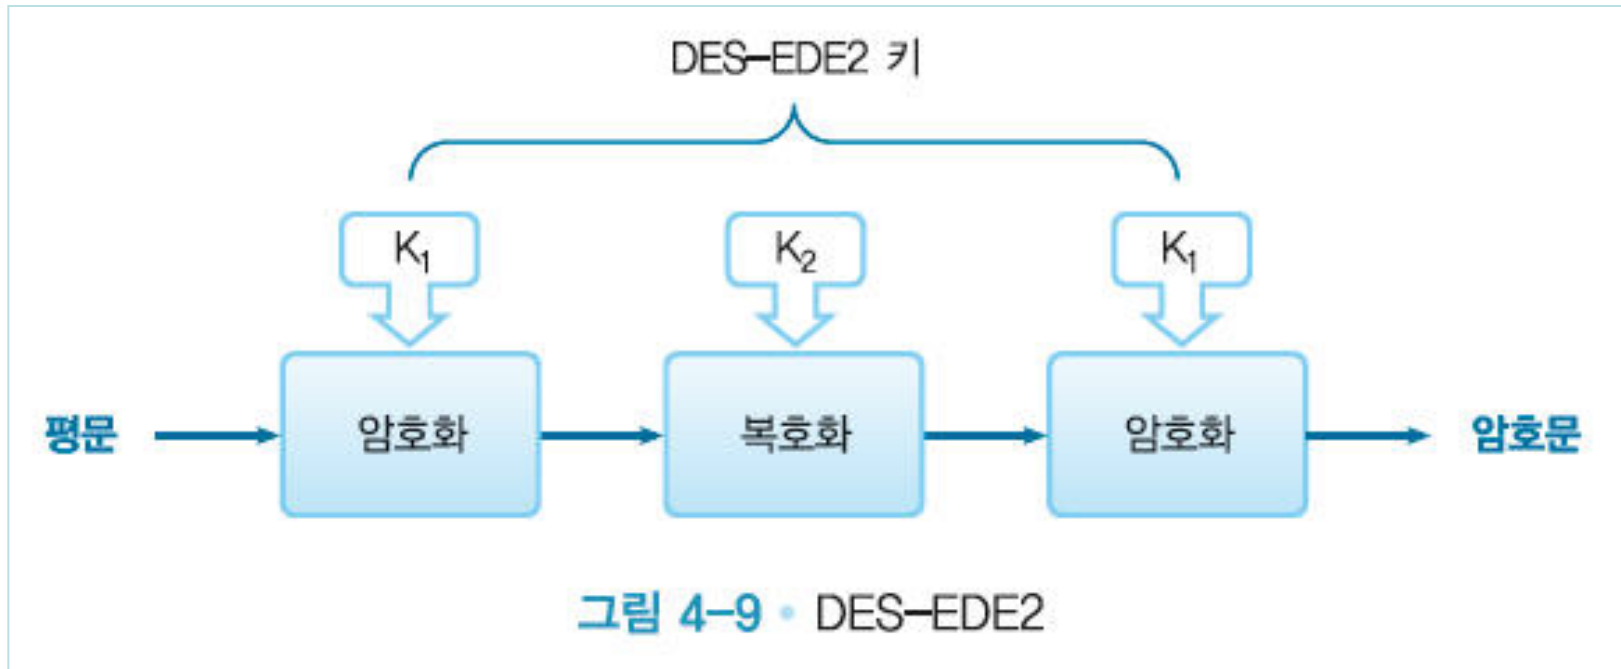 DES-EDE2 키
K₁ K₂ K₁
평문 암호화 복호화 암호화 암호문
그림 4-9 • DES-EDE2